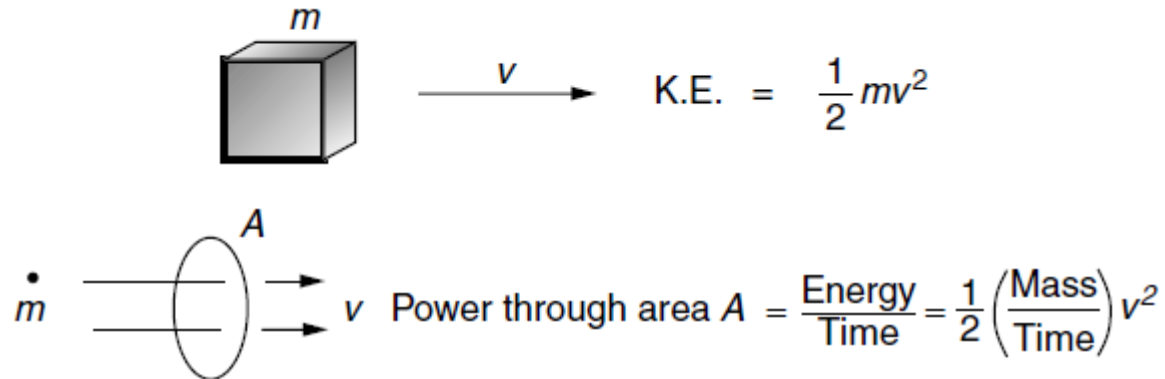 m
v
K.E. = 1/2 mv²
A
ṁ
v
Power through area A = Energy/Time = 1/2 (Mass/Time) v²